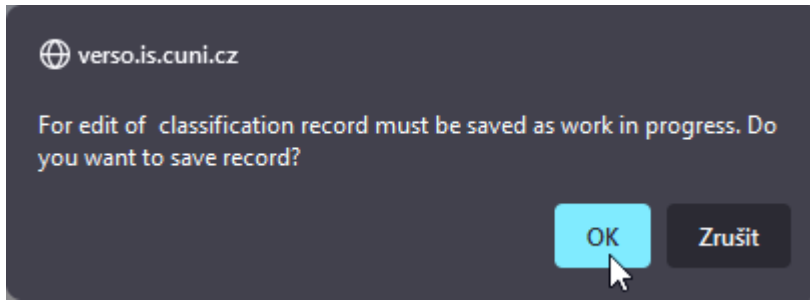 verso.is.cuni.cz
For edit of  classification record must be saved as work in progress. Do
you want to save record?
OK
Zrušit